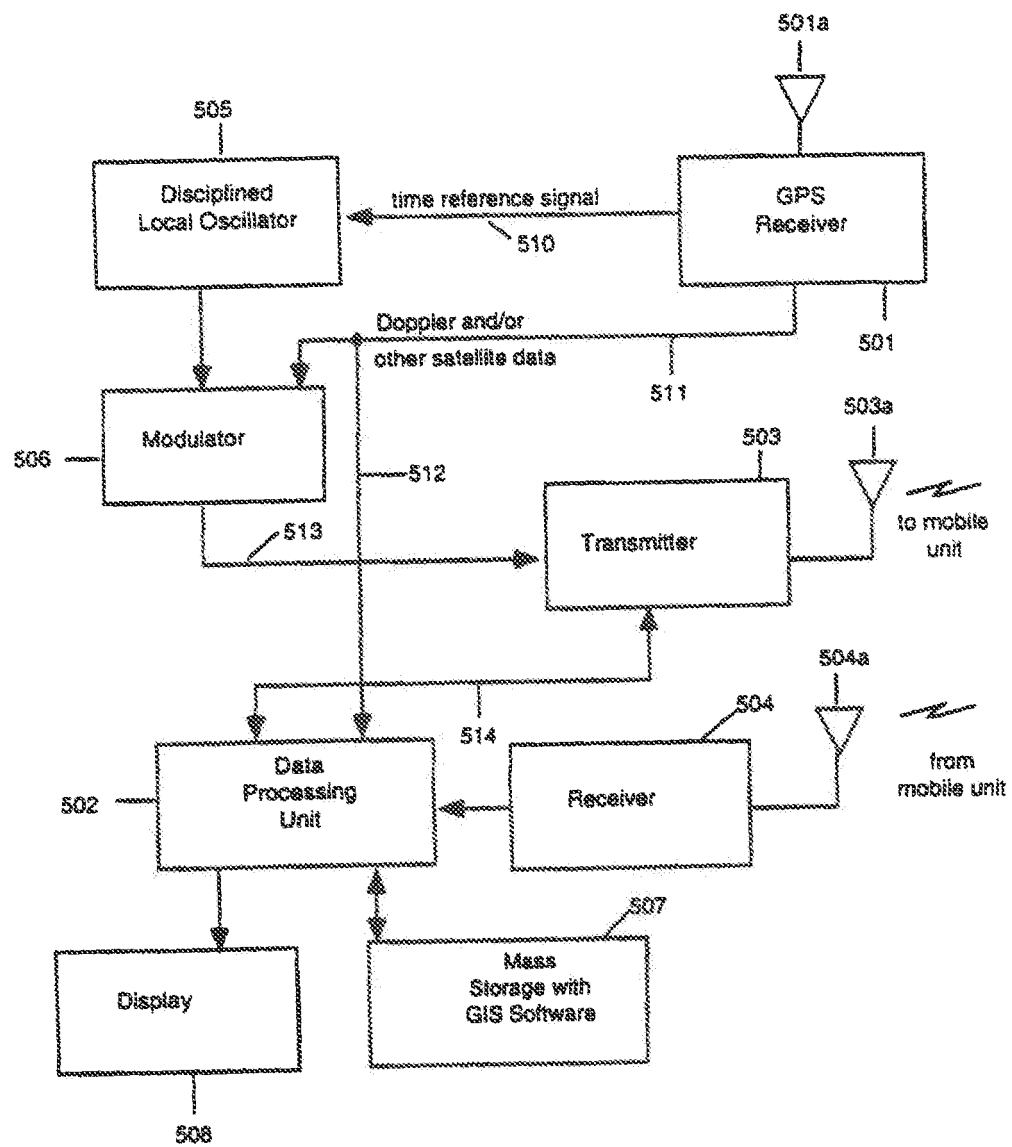 501a
505
Disciplined
Local Oscillator
time reference signal
GPS
Receiver
510
Doppler and/or
other satellite data
501
511
503a
Modulator
503
506
512
to mobile
unit
513
Transmitter
504a
504
514
Data
Processing
Unit
from
mobile unit
502
Receiver
507
Mass
Storage with
GIS Software
Display
508